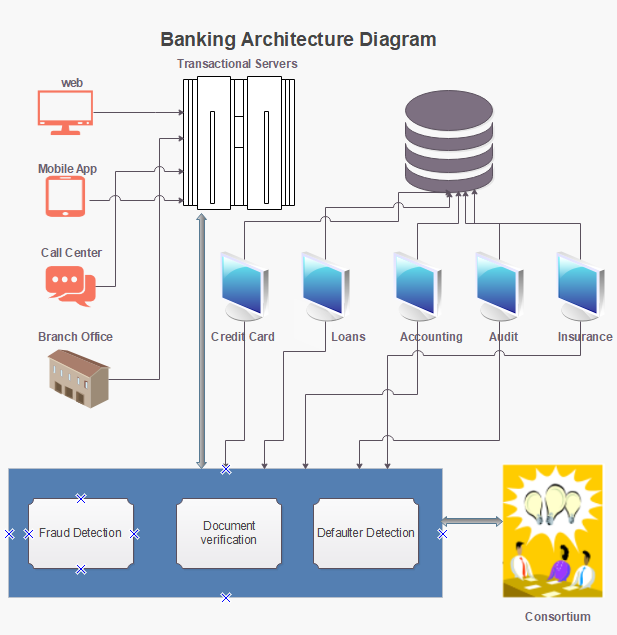 Banking Architecture Diagram
Transactional Servers
web
Mobile App
Call Center
Branch Office
Credit Card
Loans
Accounting
Audit
Insurance
Fraud Detection
Document
verification
Defaulter Detection
Consortium